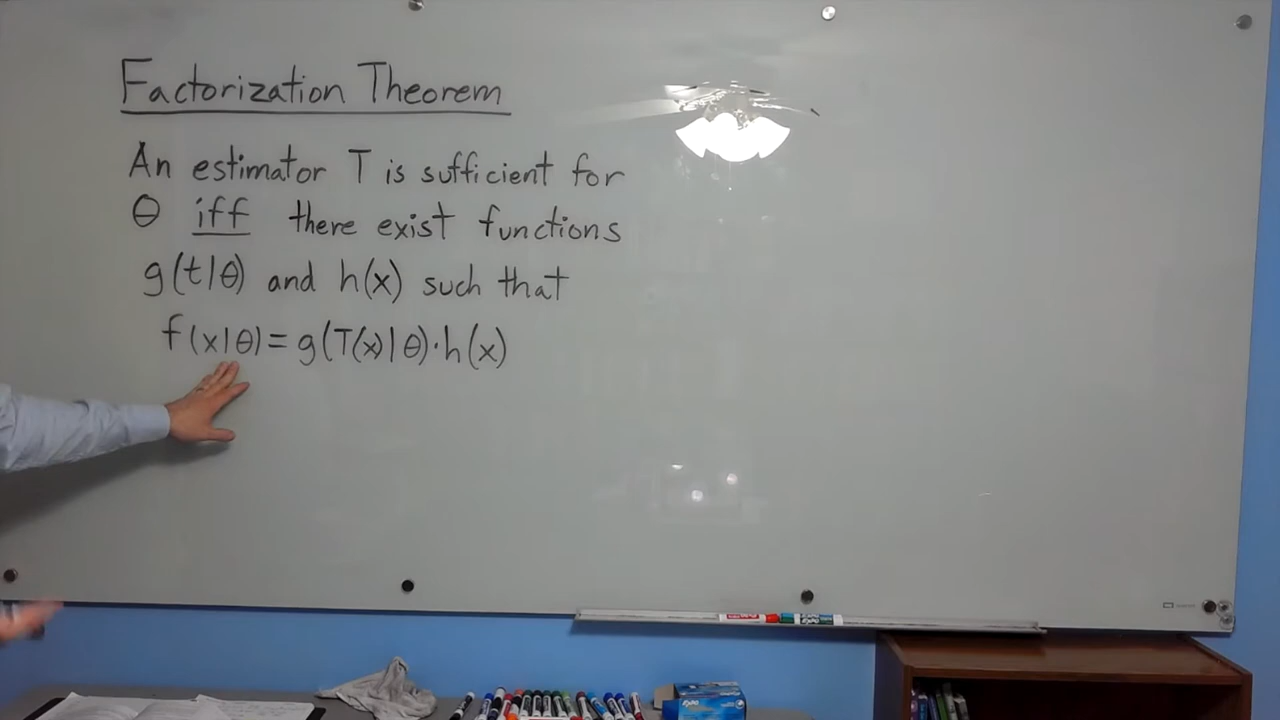 Factorization Theorem
An estimator T is sufficient for
θ iff there exist functions
g(t|θ) and h(x) such that
f(x|θ) = g(T(x)|θ)·h(x)